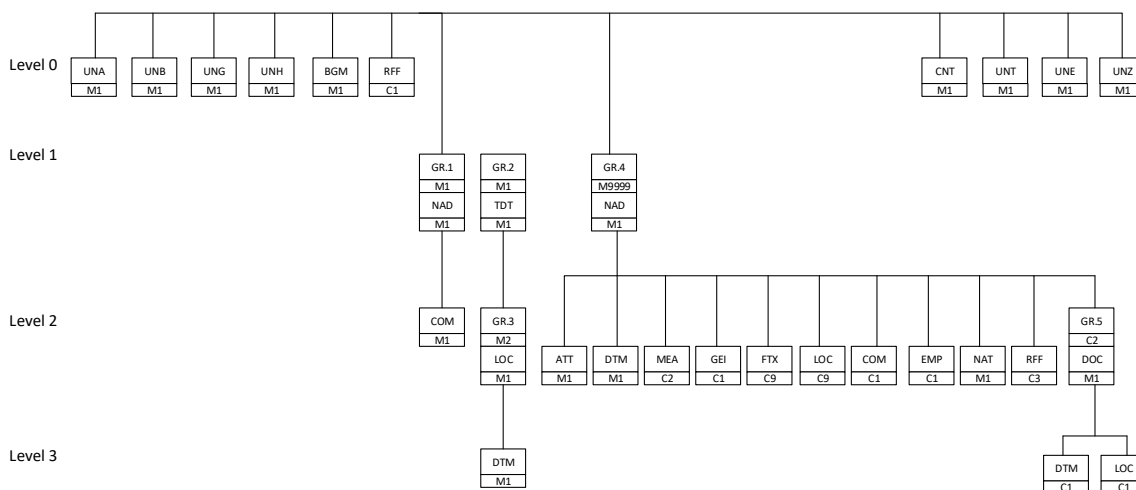 Level 0
UNA UNB UNG UNH BGM RFF CNT UNT UNE UNZ
M1 M1 M1 M1 M1 C1 M1 M1 M1 M1
Level 1
GR.1 GR.2 GR.4
M1 M1 M9999
NAD TDT NAD
M1 M1 M1
Level 2
COM GR.3 GR.5
M1 M2 C2
LOC ATT DTM MEA GEI FTX LOC COM EMP NAT RFF DOC
M1 M1 M1 C2 C1 C9 C9 C1 C1 M1 C3 M1
Level 3
DTM DTM LOC
M1 C1 C1